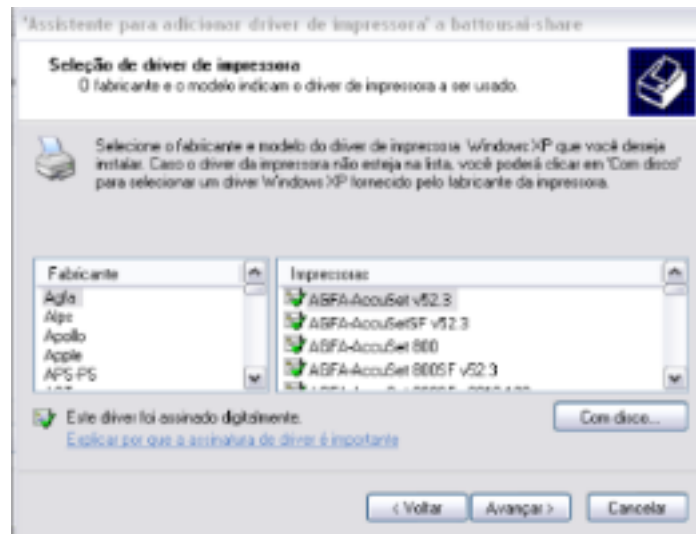 'Assistente para adicionar driver de impressora' a battousai-share
Seleção de driver de impressora
O fabricante e o modelo indicam o driver de impressora a ser usado.
Selecione o fabricante e modelo do driver de impressora Windows XP que você deseja
instalar. Caso o driver da impressora não esteja na lista, você poderá clicar em 'Com disco'
para selecionar um driver Windows XP fornecido pelo fabricante da impressora.
Fabricante
Agfa
Alps
Apollo
Apple
APS-PS
Impressoras
AGFA-AccuSet v52.3
AGFA-AccuSetSF v52.3
AGFA-AccuSet 800
AGFA-AccuSet 800SF v52.3
Este driver foi assinado digitalmente.
Explicar por que a assinatura de driver é importante
Com disco...
< Voltar
Avançar >
Cancelar